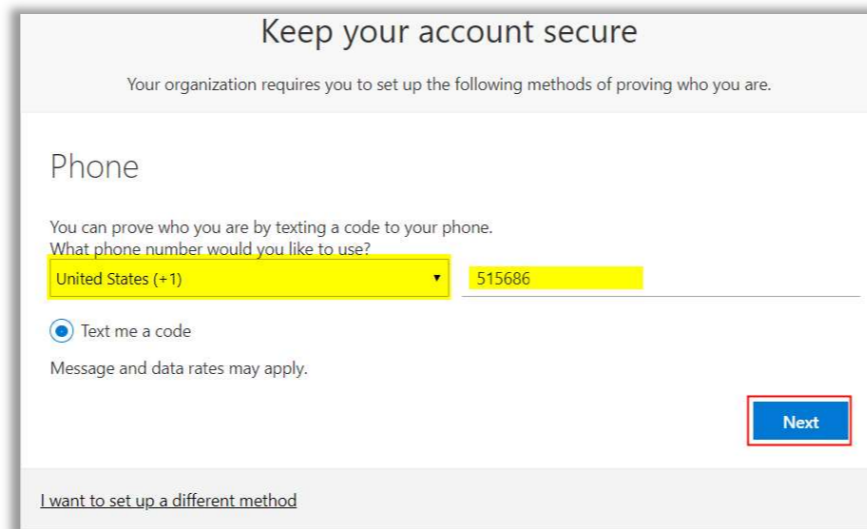 Keep your account secure
Your organization requires you to set up the following methods of proving who you are.
Phone
You can prove who you are by texting a code to your phone.
What phone number would you like to use?
United States (+1) 515686
Text me a code
Message and data rates may apply.
Next
I want to set up a different method